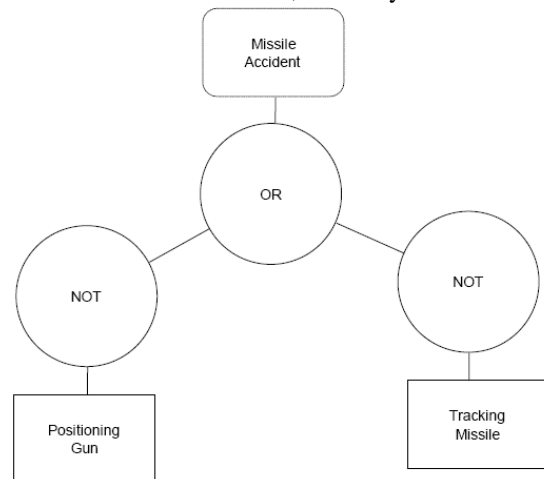 Missile
Accident
OR
NOT
NOT
Positioning
Gun
Tracking
Missile